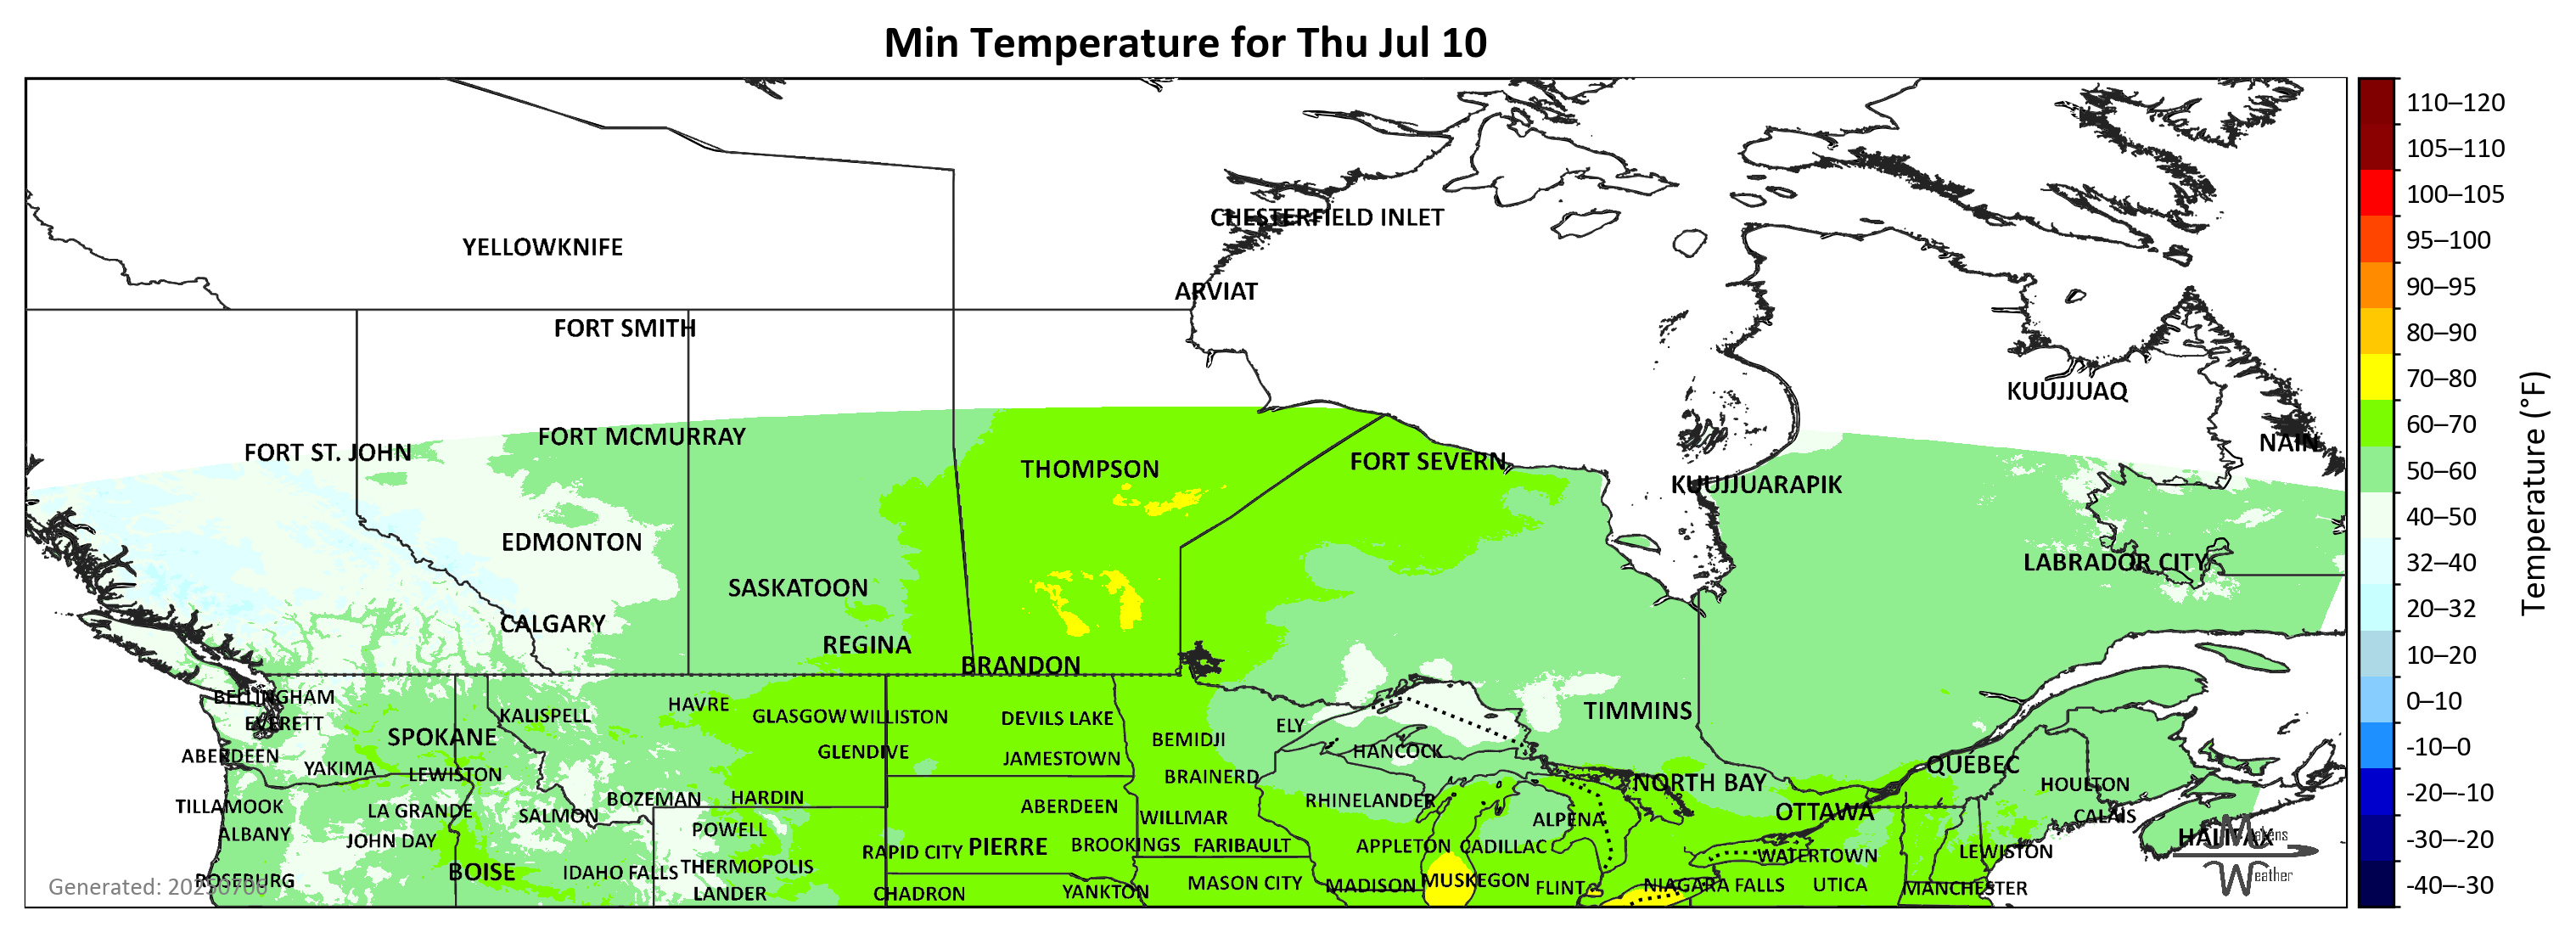 Min Temperature for Thu Jul 10
110–120
105–110
100–105
95–100
90–95
80–90
70–80
60–70
50–60
40–50
32–40
20–32
10–20
0–10
-10–0
-20–-10
-30–-20
-40–-30
Temperature (°F)
CHESTERFIELD INLET
YELLOWKNIFE
ARVIAT
FORT SMITH
KUUJJUAQ
FORT MCMURRAY
NAIN
FORT ST. JOHN
FORT SEVERN
THOMPSON
KUUJJUARAPIK
EDMONTON
LABRADOR CITY
SASKATOON
CALGARY
REGINA
BRANDON
BELLINGHAM
HAVRE
TIMMINS
KALISPELL
GLASGOW
WILLISTON
DEVILS LAKE
EVERETT
ELY
SPOKANE
BEMIDJI
GLENDIVE
HANCOCK
ABERDEEN
JAMESTOWN
QUÉBEC
YAKIMA
LEWISTON
BRAINERD
NORTH BAY
HOULTON
BOZEMAN
HARDIN
RHINELANDER
TILLAMOOK
LA GRANDE
ABERDEEN
OTTAWA
SALMON
WILLMAR
CALAIS
ALPENA
POWELL
ALBANY
HALIFAX
Makens
JOHN DAY
PIERRE
BROOKINGS
FARIBAULT
APPLETON
CADILLAC
RAPID CITY
LEWISTON
WATERTOWN
THERMOPOLIS
BOISE
IDAHO FALLS
Weather
ROSEBURG
MUSKEGON
MASON CITY
MADISON
NIAGARA FALLS
UTICA
Generated: 20250706
FLINT
MANCHESTER
YANKTON
LANDER
CHADRON